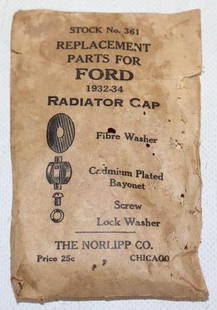 STOCK No. 361
REPLACEMENT
PARTS FOR
FORD
1932-34
RADIATOR CAP
Fibre Washer
Cadmium Plated
Bayonet
Screw
Lock Washer
THE NORLIPP CO.
Price 25c CHICAGO